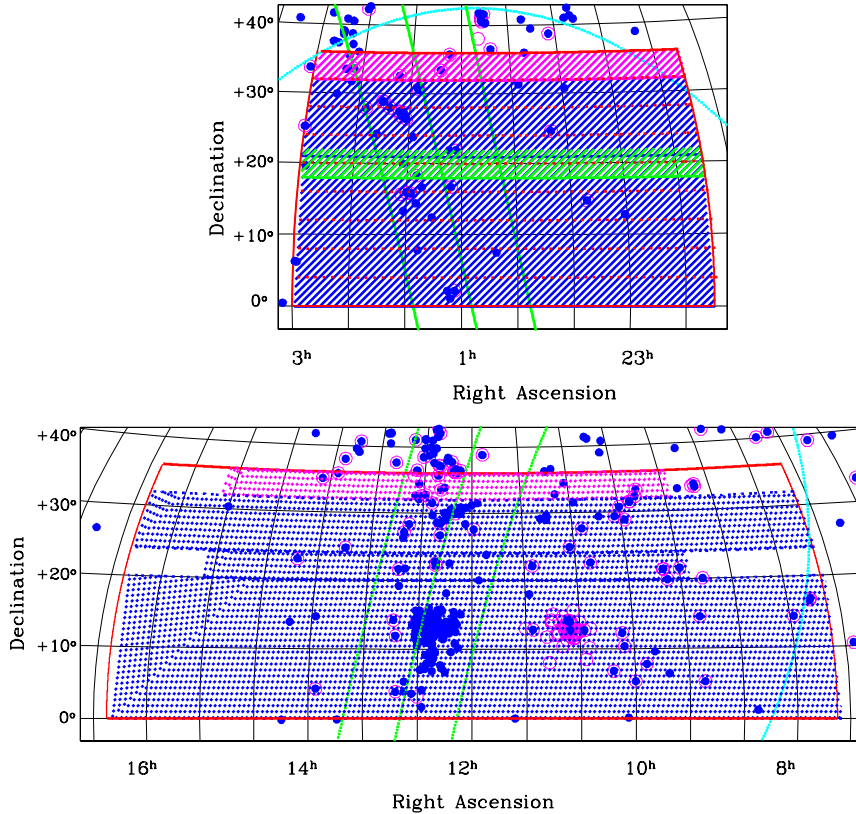 +40°
+30°
+20°
+10°
0°
Declination
3ʰ 1ʰ 23ʰ
Right Ascension
+40°
+30°
+20°
+10°
0°
Declination
16ʰ 14ʰ 12ʰ 10ʰ 8ʰ
Right Ascension